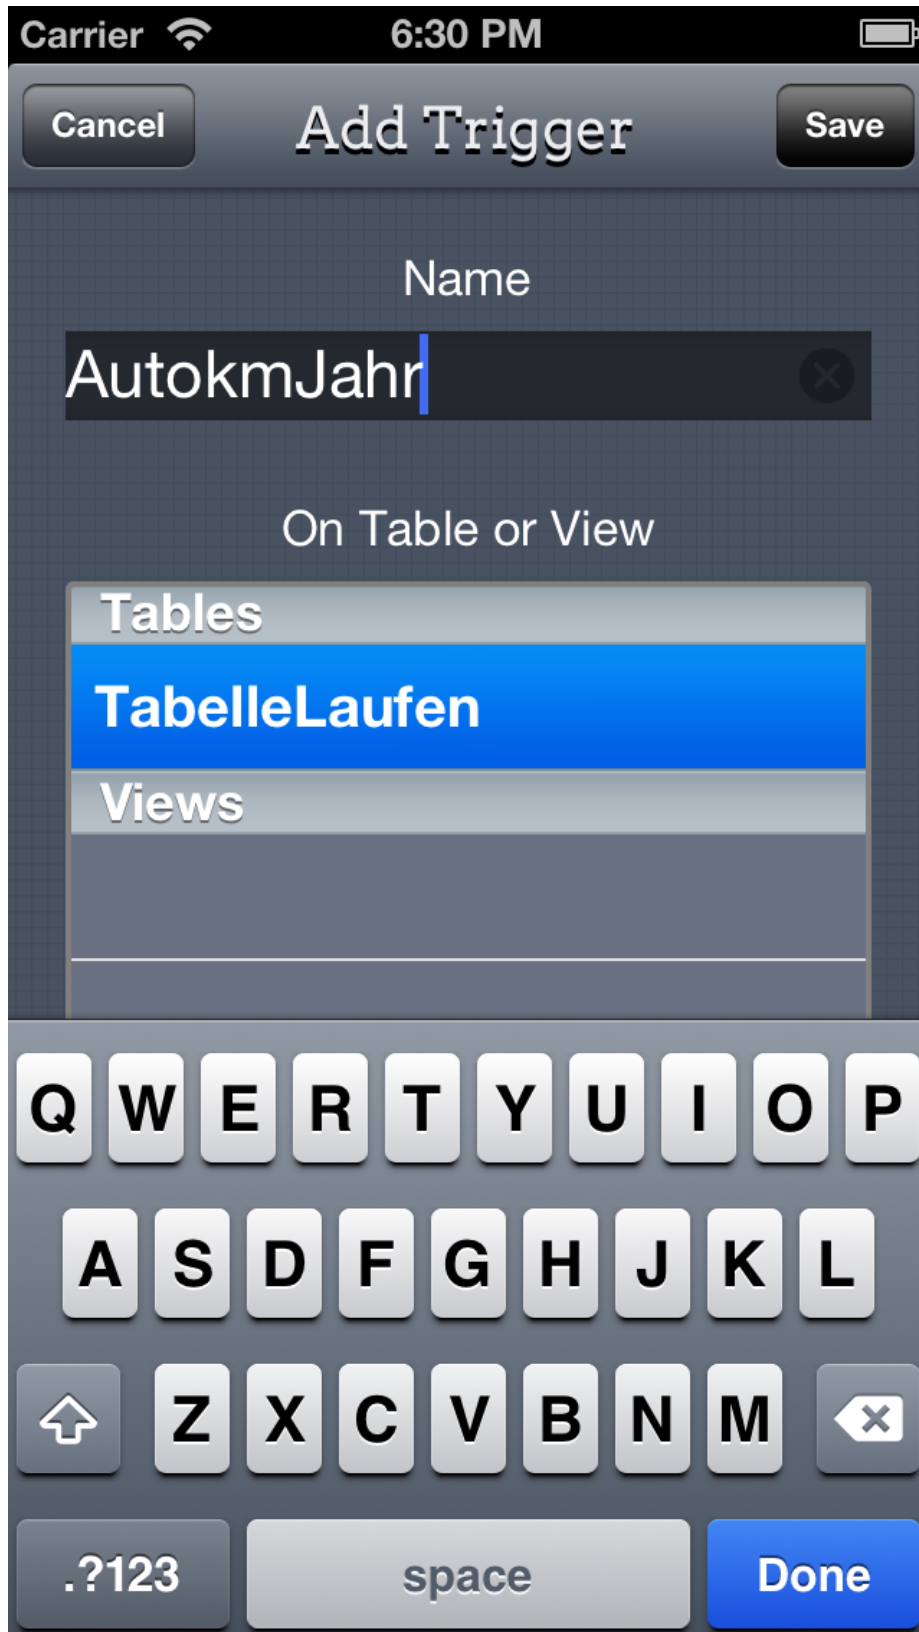 Carrier 6:30 PM
Cancel Add Trigger Save
Name
AutokmJahr
On Table or View
Tables
TabelleLaufen
Views
Q W E R T Y U I O P
A S D F G H J K L
Z X C V B N M
.?123 space Done